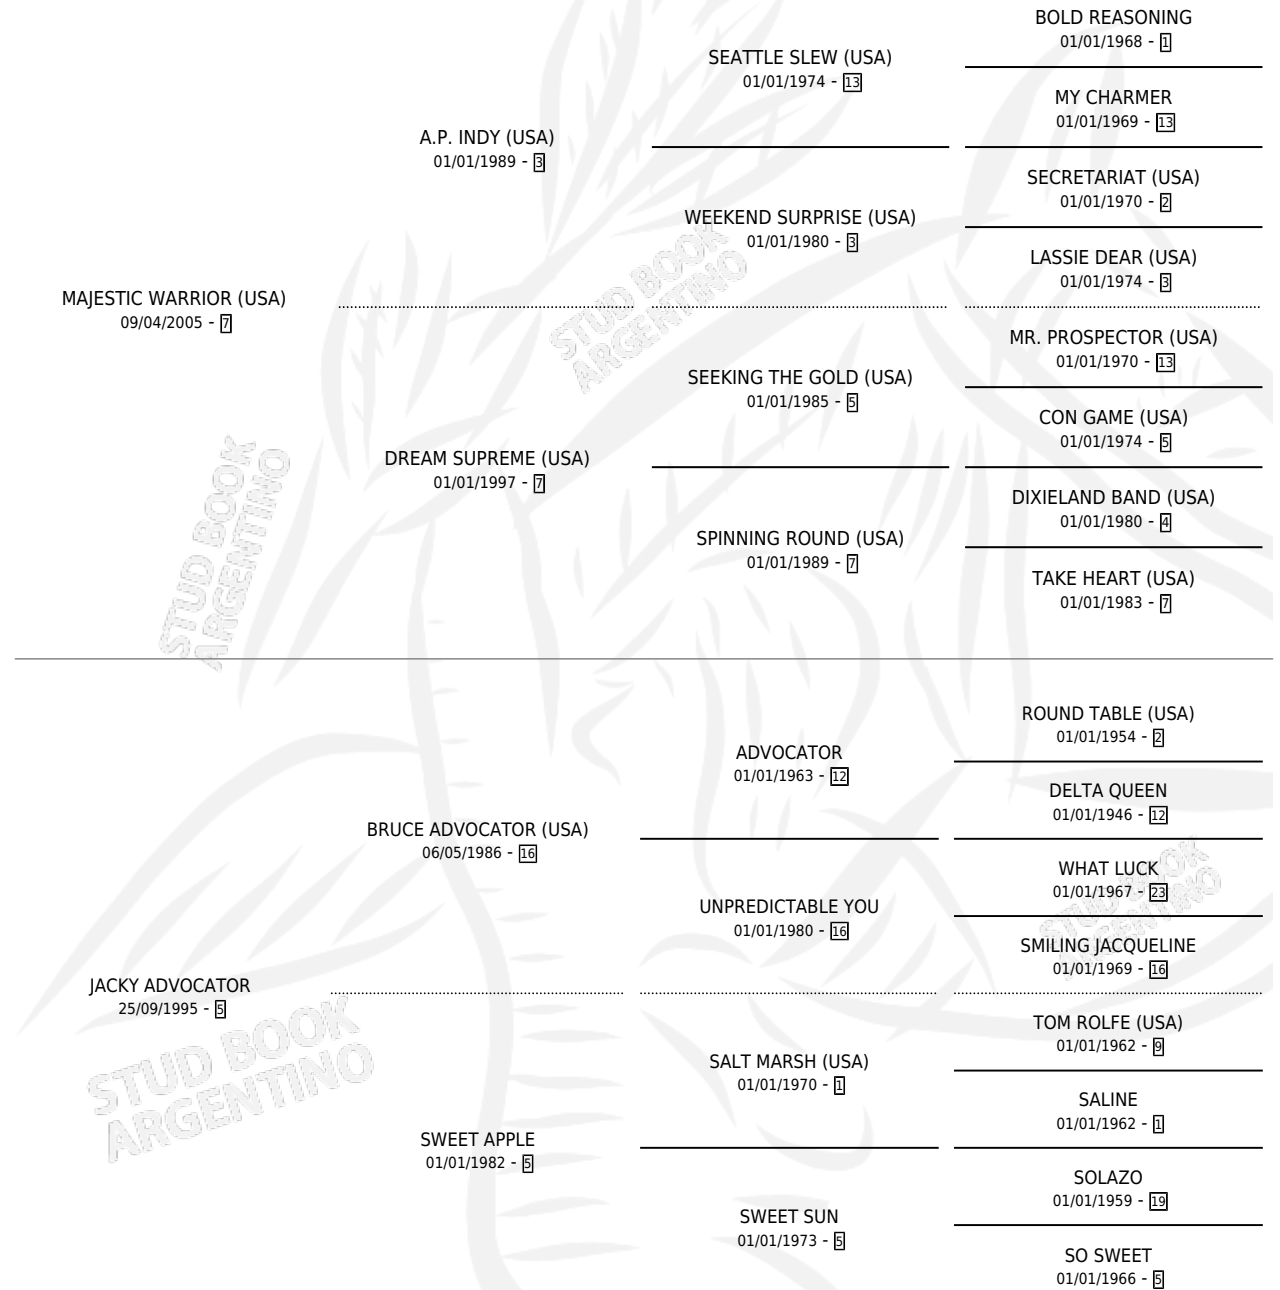 BOLD REASONING
01/01/1968 - 1
SEATTLE SLEW (USA)
01/01/1974 - 13
MY CHARMER
01/01/1969 - 13
A.P. INDY (USA)
01/01/1989 - 3
SECRETARIAT (USA)
01/01/1970 - 2
WEEKEND SURPRISE (USA)
01/01/1980 - 3
LASSIE DEAR (USA)
01/01/1974 - 3
MAJESTIC WARRIOR (USA)
09/04/2005 - 7
MR. PROSPECTOR (USA)
01/01/1970 - 13
SEEKING THE GOLD (USA)
01/01/1985 - 5
CON GAME (USA)
01/01/1974 - 5
DREAM SUPREME (USA)
01/01/1997 - 7
DIXIELAND BAND (USA)
01/01/1980 - 4
SPINNING ROUND (USA)
01/01/1989 - 7
TAKE HEART (USA)
01/01/1983 - 7
ROUND TABLE (USA)
01/01/1954 - 2
ADVOCATOR
01/01/1963 - 12
DELTA QUEEN
01/01/1946 - 12
BRUCE ADVOCATOR (USA)
06/05/1986 - 16
WHAT LUCK
01/01/1967 - 23
UNPREDICTABLE YOU
01/01/1980 - 16
SMILING JACQUELINE
01/01/1969 - 16
JACKY ADVOCATOR
25/09/1995 - 5
TOM ROLFE (USA)
01/01/1962 - 9
SALT MARSH (USA)
01/01/1970 - 1
SALINE
01/01/1962 - 1
SWEET APPLE
01/01/1982 - 5
SOLAZO
01/01/1959 - 19
SWEET SUN
01/01/1973 - 5
SO SWEET
01/01/1966 - 5
STUD BOOK
ARGENTINO
STUD BOOK
ARGENTINO
STUD BOOK
ARGENTINO
STUD BOOK
ARGENTINO